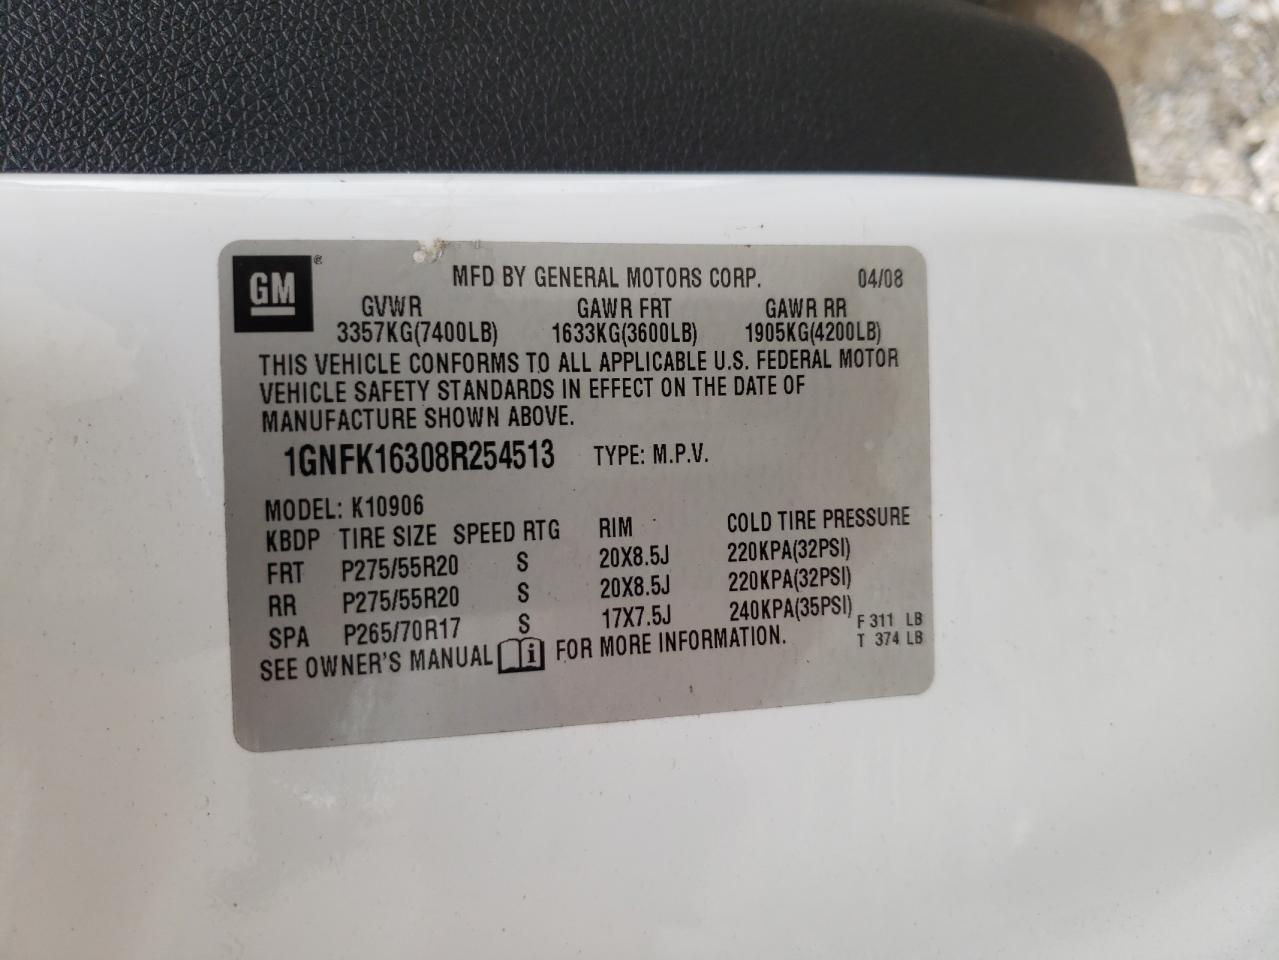 GM ®
MFD BY GENERAL MOTORS CORP. 04/08
GVWR GAWR FRT GAWR RR
3357KG(7400LB) 1633KG(3600LB) 1905KG(4200LB)
THIS VEHICLE CONFORMS TO ALL APPLICABLE U.S. FEDERAL MOTOR
VEHICLE SAFETY STANDARDS IN EFFECT ON THE DATE OF
MANUFACTURE SHOWN ABOVE.
1GNFK16308R254513 TYPE: M.P.V.
MODEL: K10906
KBDP TIRE SIZE SPEED RTG RIM COLD TIRE PRESSURE
FRT P275/55R20 S 20X8.5J 220KPA(32PSI)
RR P275/55R20 S 20X8.5J 220KPA(32PSI)
SPA P265/70R17 S 17X7.5J 240KPA(35PSI) F 311 LB
SEE OWNER'S MANUAL i FOR MORE INFORMATION. T 374 LB